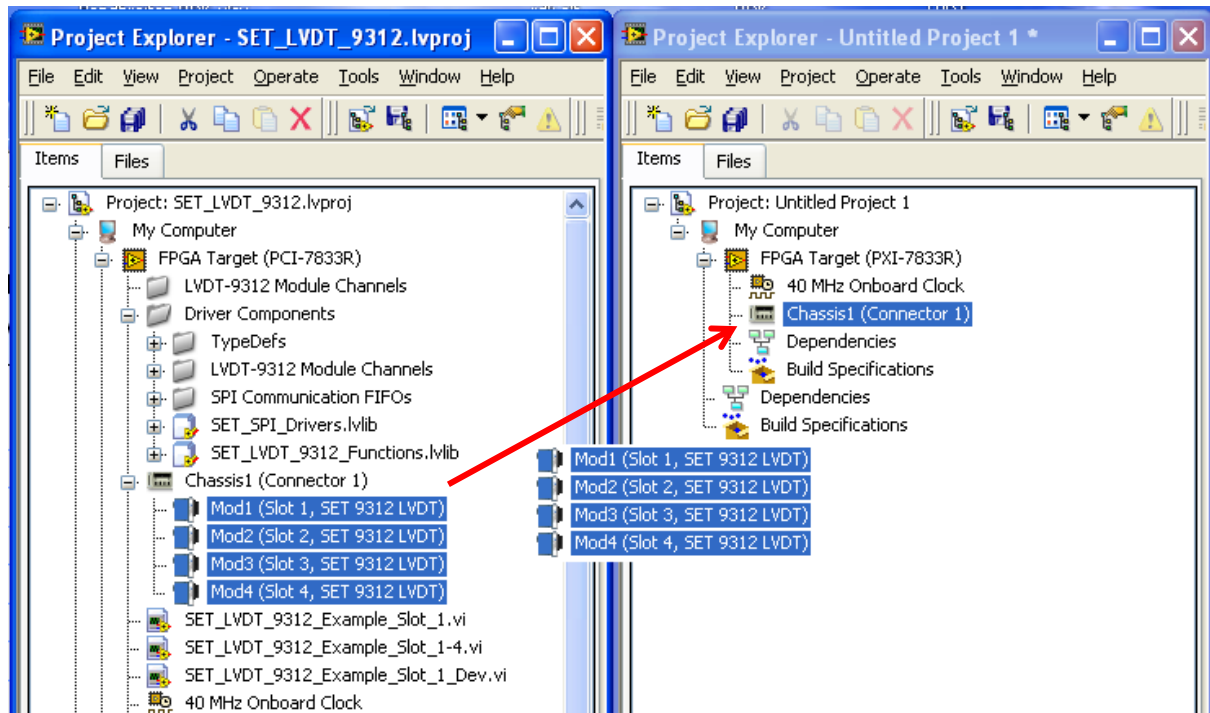 Project Explorer - SET_LVDT_9312.lvproj
File Edit View Project Operate Tools Window Help
Items Files
Project: SET_LVDT_9312.lvproj
My Computer
FPGA Target (PCI-7833R)
LVDT-9312 Module Channels
Driver Components
TypeDefs
LVDT-9312 Module Channels
SPI Communication FIFOs
SET_SPI_Drivers.lvlib
SET_LVDT_9312_Functions.lvlib
Chassis1 (Connector 1)
Mod1 (Slot 1, SET 9312 LVDT)
Mod2 (Slot 2, SET 9312 LVDT)
Mod3 (Slot 3, SET 9312 LVDT)
Mod4 (Slot 4, SET 9312 LVDT)
SET_LVDT_9312_Example_Slot_1.vi
SET_LVDT_9312_Example_Slot_1-4.vi
SET_LVDT_9312_Example_Slot_1_Dev.vi
40 MHz Onboard Clock
Project Explorer - Untitled Project 1 *
File Edit View Project Operate Tools Window Help
Items Files
Project: Untitled Project 1
My Computer
FPGA Target (PXI-7833R)
40 MHz Onboard Clock
Chassis1 (Connector 1)
Dependencies
Build Specifications
Dependencies
Build Specifications
Mod1 (Slot 1, SET 9312 LVDT)
Mod2 (Slot 2, SET 9312 LVDT)
Mod3 (Slot 3, SET 9312 LVDT)
Mod4 (Slot 4, SET 9312 LVDT)